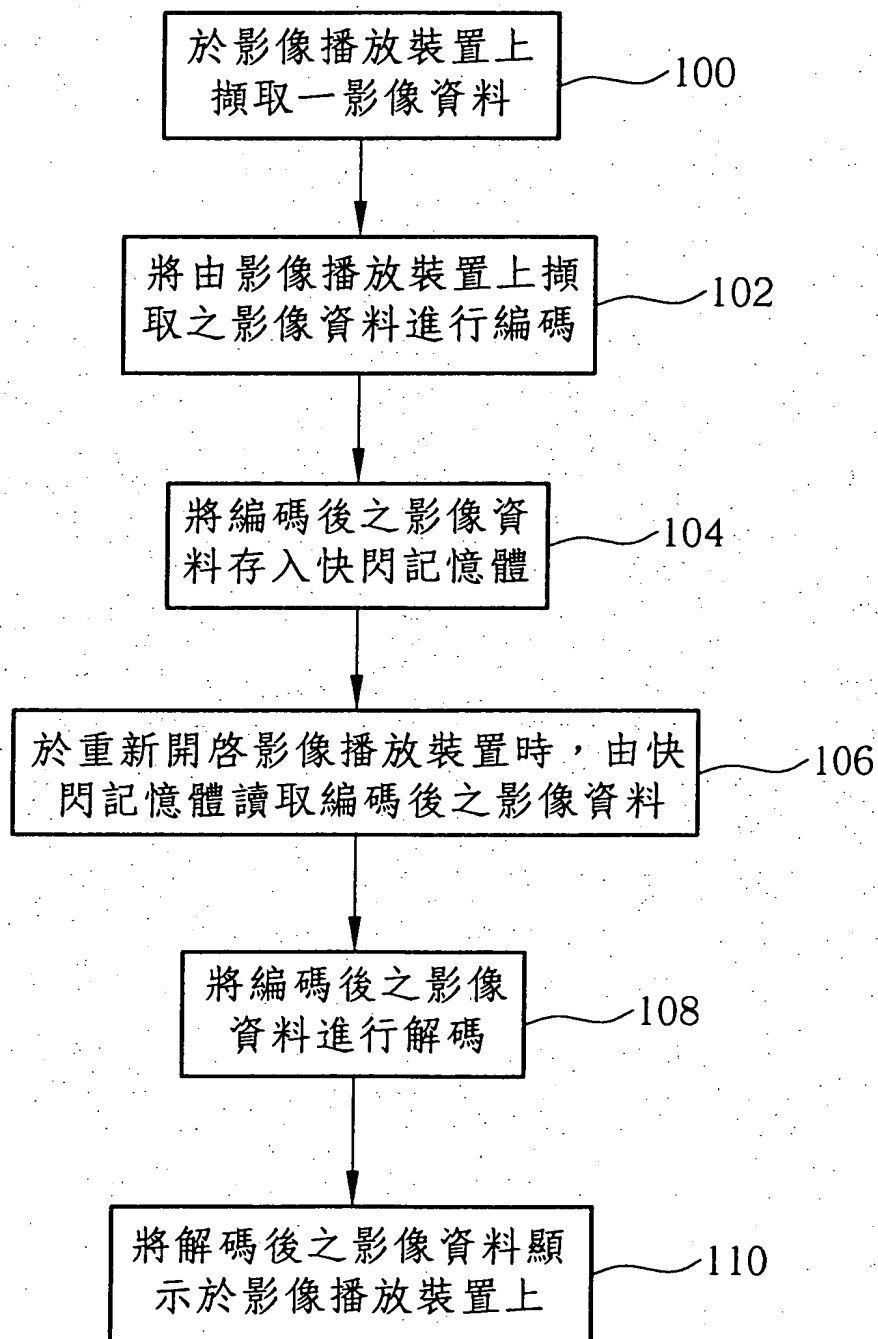 於影像播放裝置上
擷取一影像資料
100
將由影像播放裝置上擷
取之影像資料進行編碼
102
將編碼後之影像資
料存入快閃記憶體
104
於重新開啓影像播放裝置時，由快
閃記憶體讀取編碼後之影像資料
106
將編碼後之影像
資料進行解碼
108
將解碼後之影像資料顯
示於影像播放裝置上
110